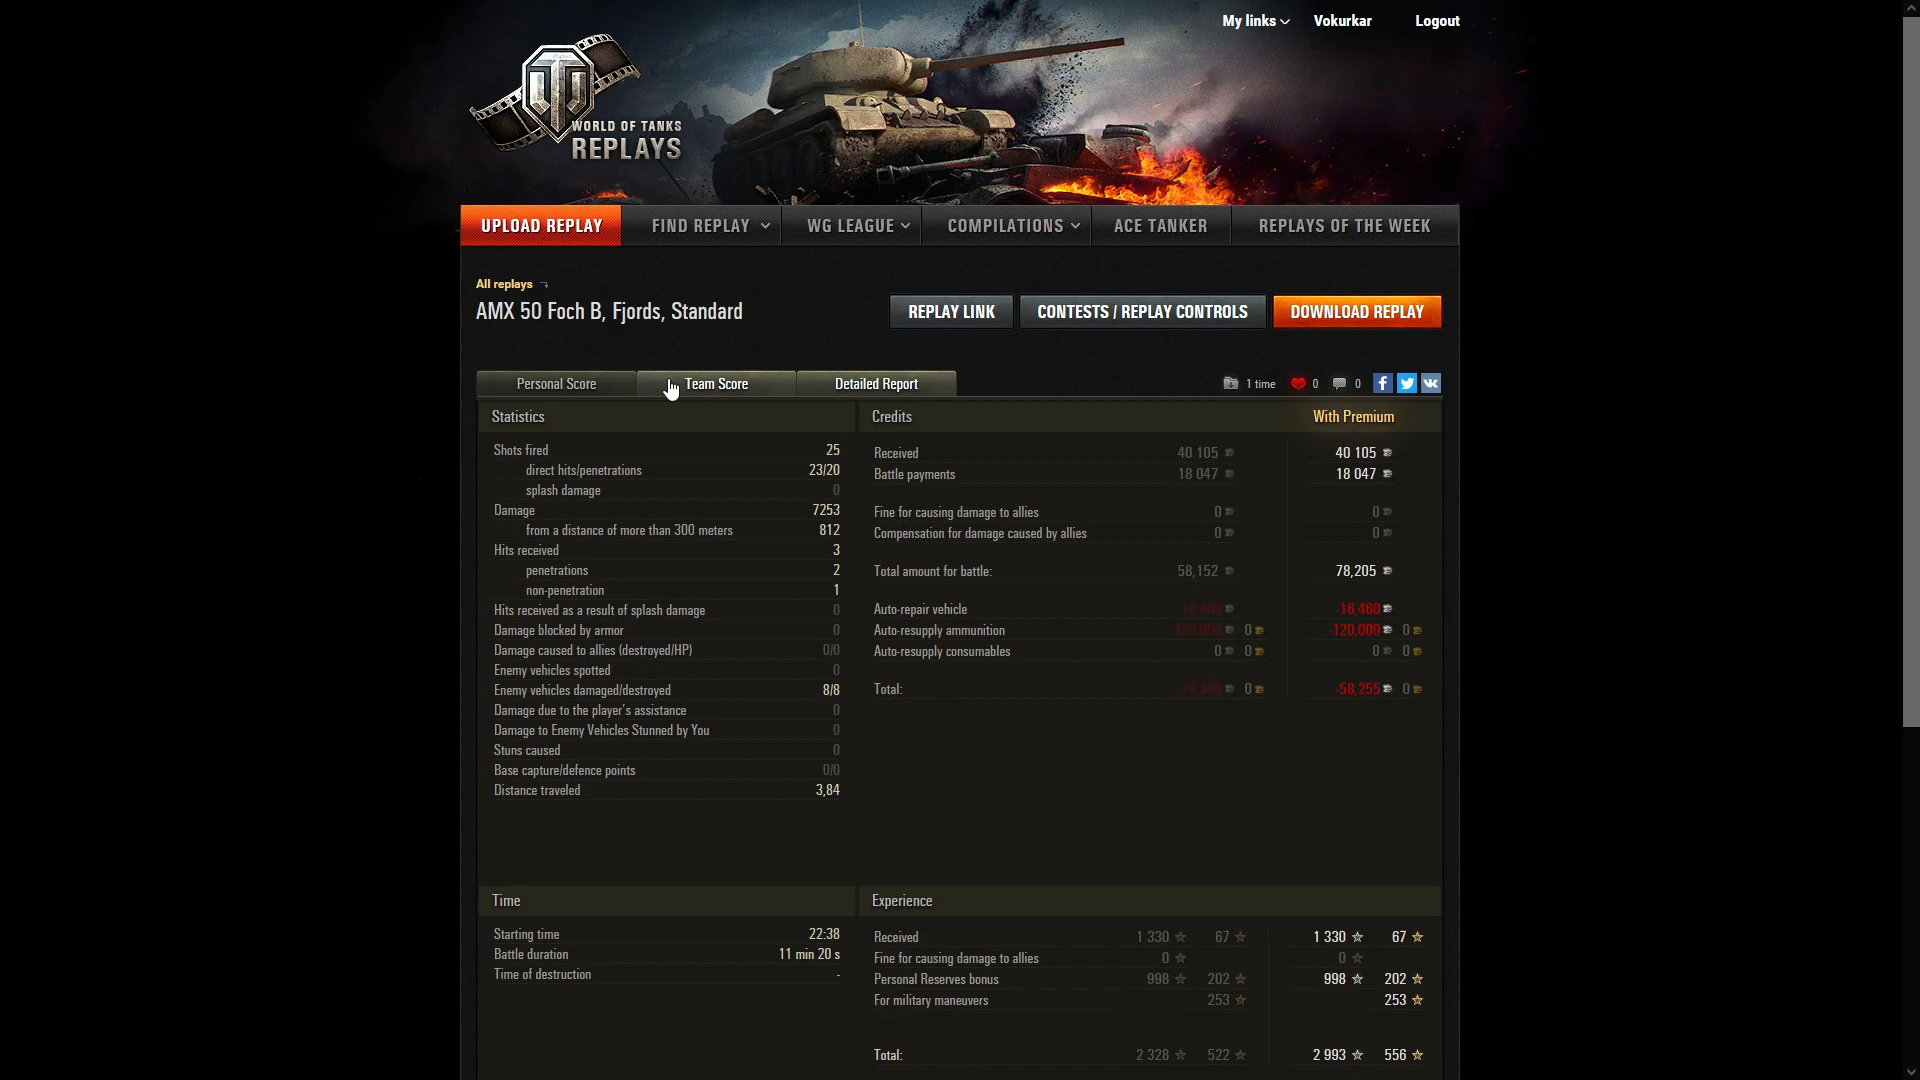 My links Vokurkar Logout
WORLD OF TANKS
REPLAYS
UPLOAD REPLAY FIND REPLAY WG LEAGUE COMPILATIONS ACE TANKER REPLAYS OF THE WEEK
All replays
AMX 50 Foch B, Fjords, Standard
REPLAY LINK CONTESTS / REPLAY CONTROLS DOWNLOAD REPLAY
Personal Score Team Score Detailed Report 1 time 0 0
Statistics
Shots fired 25
direct hits/penetrations 23/20
splash damage 0
Damage 7253
from a distance of more than 300 meters 812
Hits received 3
penetrations 2
non-penetration 1
Hits received as a result of splash damage 0
Damage blocked by armor 0
Damage caused to allies (destroyed/HP) 0/0
Enemy vehicles spotted 0
Enemy vehicles damaged/destroyed 8/8
Damage due to the player's assistance 0
Damage to Enemy Vehicles Stunned by You 0
Stuns caused 0
Base capture/defence points 0/0
Distance traveled 3,84
Credits With Premium
Received 40 105 40 105
Battle payments 18 047 18 047
Fine for causing damage to allies 0 0
Compensation for damage caused by allies 0 0
Total amount for battle: 58,152 78,205
Auto-repair vehicle -16,460
Auto-resupply ammunition 0 -120,000 0
Auto-resupply consumables 0 0 0 0
Total: 0 -58,255 0
Time
Starting time 22:38
Battle duration 11 min 20 s
Time of destruction -
Experience
Received 1 330 67 1 330 67
Fine for causing damage to allies 0 0
Personal Reserves bonus 998 202 998 202
For military maneuvers 253 253
Total: 2 328 522 2 993 556